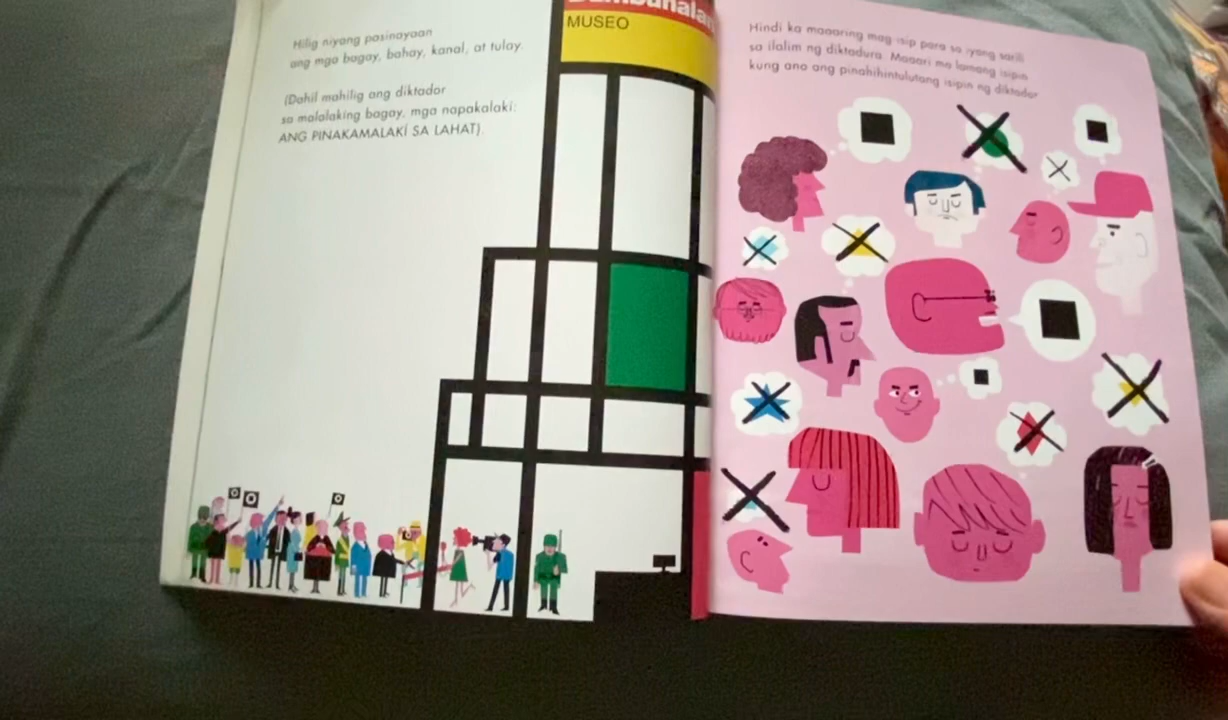 Hilig niyang pasinayaan
ang mga bagay, bahay, kanal, at tulay.
(Dahil mahilig ang diktador
sa malalaking bagay, mga napakalaki:
ANG PINAKAMALAKI SA LAHAT).
MUSEO
Hindi ka maaaring mag isip para sa iyong sarili
sa ilalim ng diktadura. Maaari mo lamang isipin
kung ano ang pinahihintulutang isipin ng diktador